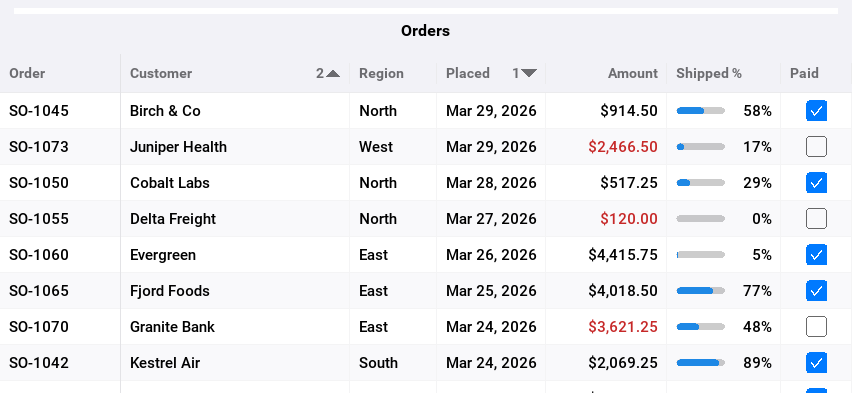 Orders
Order Customer 2 Region Placed 1 Amount Shipped % Paid
SO-1045 Birch & Co North Mar 29, 2026 $914.50 58%
SO-1073 Juniper Health West Mar 29, 2026 $2,466.50 17%
SO-1050 Cobalt Labs North Mar 28, 2026 $517.25 29%
SO-1055 Delta Freight North Mar 27, 2026 $120.00 0%
SO-1060 Evergreen East Mar 26, 2026 $4,415.75 5%
SO-1065 Fjord Foods East Mar 25, 2026 $4,018.50 77%
SO-1070 Granite Bank East Mar 24, 2026 $3,621.25 48%
SO-1042 Kestrel Air South Mar 24, 2026 $2,069.25 89%